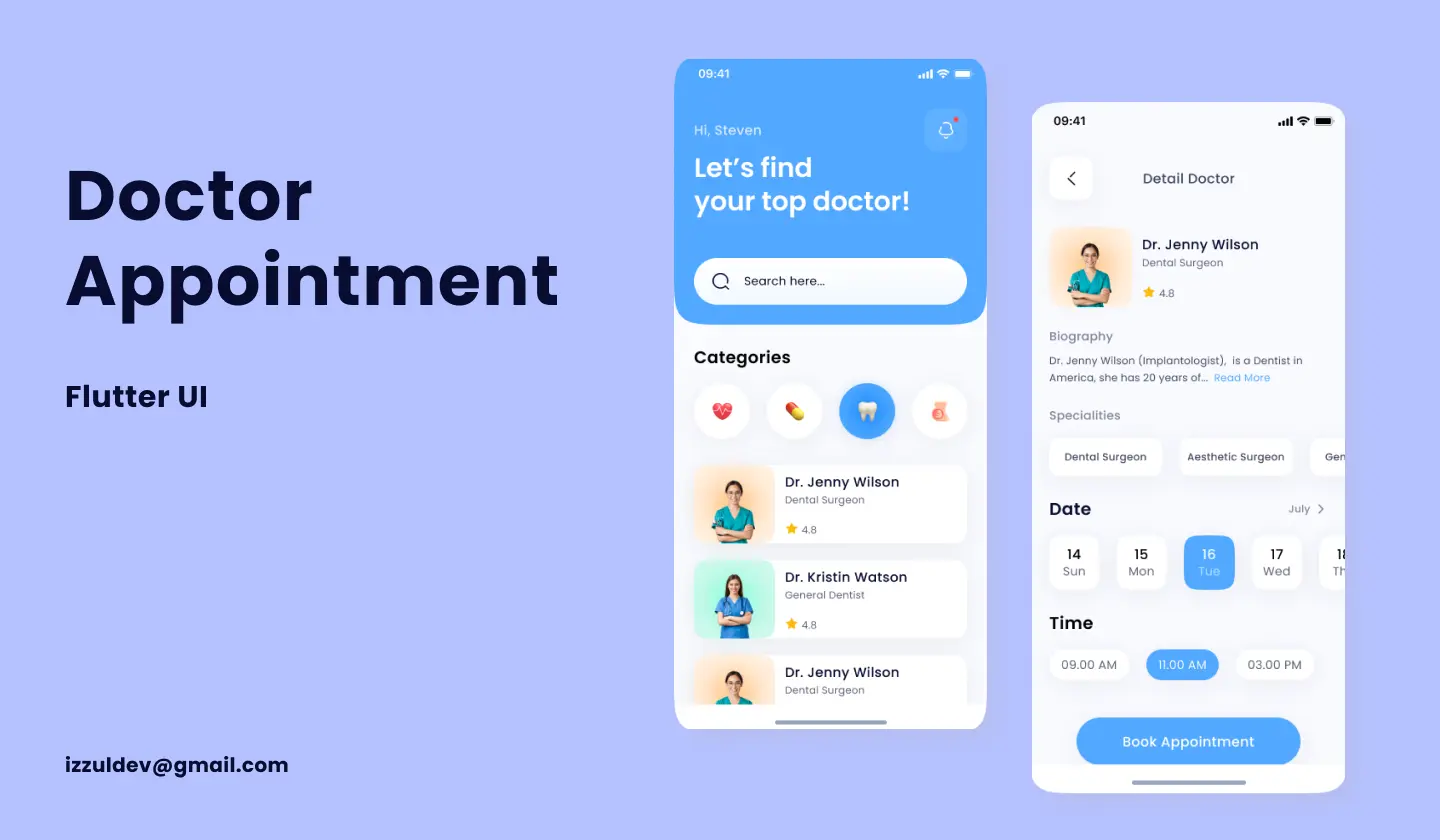 Doctor
Appointment
Flutter UI
izzuldev@gmail.com
09:41
Hi, Steven
Let's find
your top doctor!
Search here...
Categories
3
Dr. Jenny Wilson
Dental Surgeon
4.8
Dr. Kristin Watson
General Dentist
4.8
Dr. Jenny Wilson
Dental Surgeon
09:41
Detail Doctor
Dr. Jenny Wilson
Dental Surgeon
4.8
Biography
Dr. Jenny Wilson (Implantologist), is a Dentist in
America, she has 20 years of... Read More
Specialities
Dental Surgeon Aesthetic Surgeon Gen
Date July
14 15 16 17 18
Sun Mon Tue Wed Th
Time
09.00 AM 11.00 AM 03.00 PM
Book Appointment